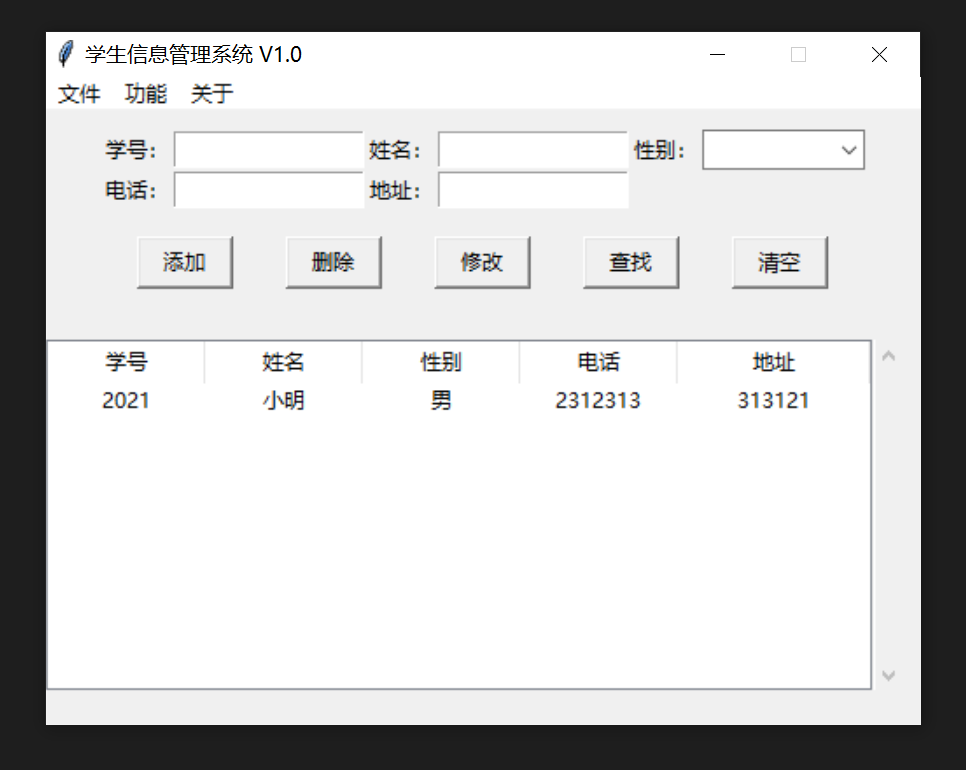 学生信息管理系统 V1.0
文件 功能 关于
学号： 姓名： 性别：
电话： 地址：
添加 删除 修改 查找 清空
学号 姓名 性别 电话 地址
2021 小明 男 2312313 313121